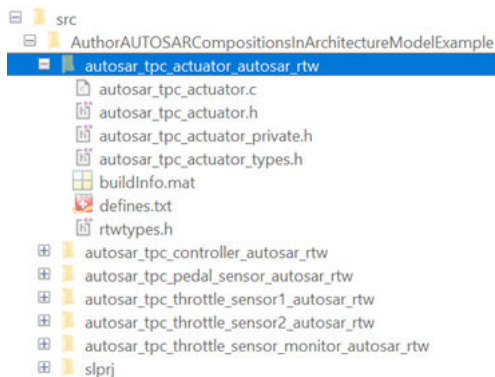 src
AuthorAUTOSARCompositionsInArchitectureModelExample
autosar_tpc_actuator_autosar_rtw
autosar_tpc_actuator.c
autosar_tpc_actuator.h
autosar_tpc_actuator_private.h
autosar_tpc_actuator_types.h
buildInfo.mat
defines.txt
rtwtypes.h
autosar_tpc_controller_autosar_rtw
autosar_tpc_pedal_sensor_autosar_rtw
autosar_tpc_throttle_sensor1_autosar_rtw
autosar_tpc_throttle_sensor2_autosar_rtw
autosar_tpc_throttle_sensor_monitor_autosar_rtw
slprj